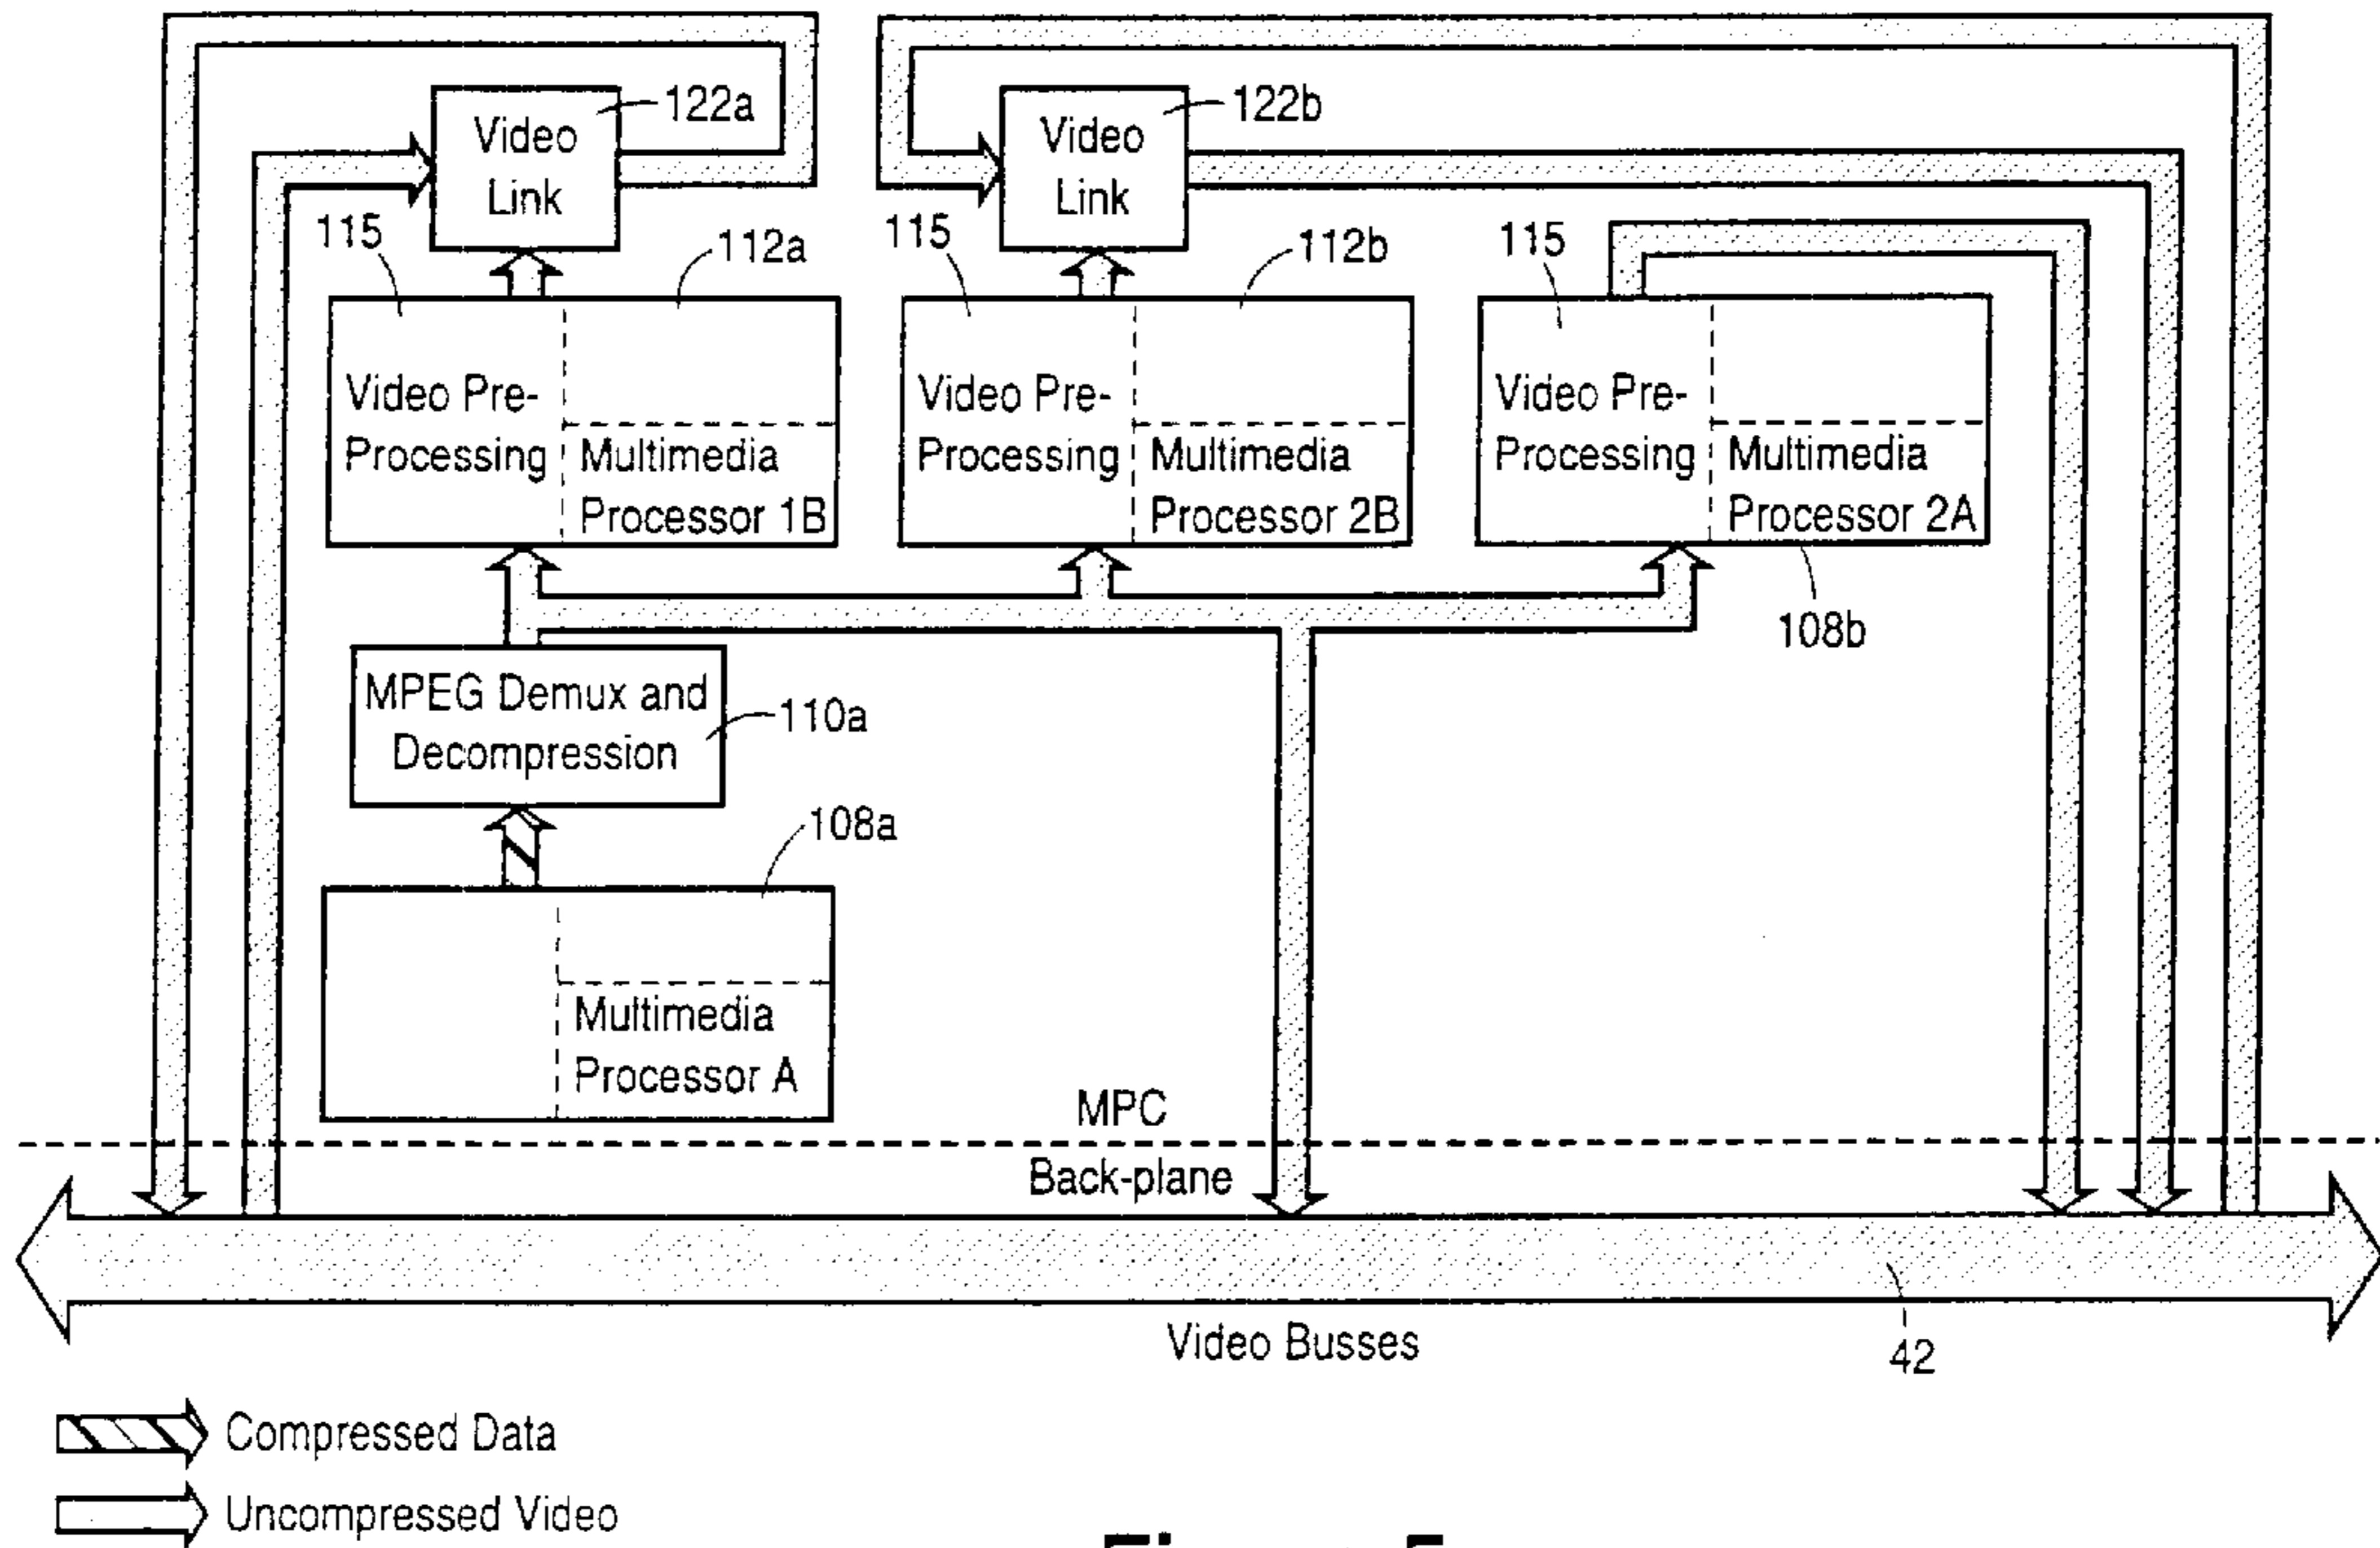 Video
Link
122a
Video
Link
122b
115
112a
115
112b
115
Video Pre-
Processing
Multimedia
Processor 1B
Video Pre-
Processing
Multimedia
Processor 2B
Video Pre-
Processing
Multimedia
Processor 2A
108b
MPEG Demux and
Decompression
110a
108a
Multimedia
Processor A
MPC
Back-plane
Video Busses
42
Compressed Data
Uncompressed Video